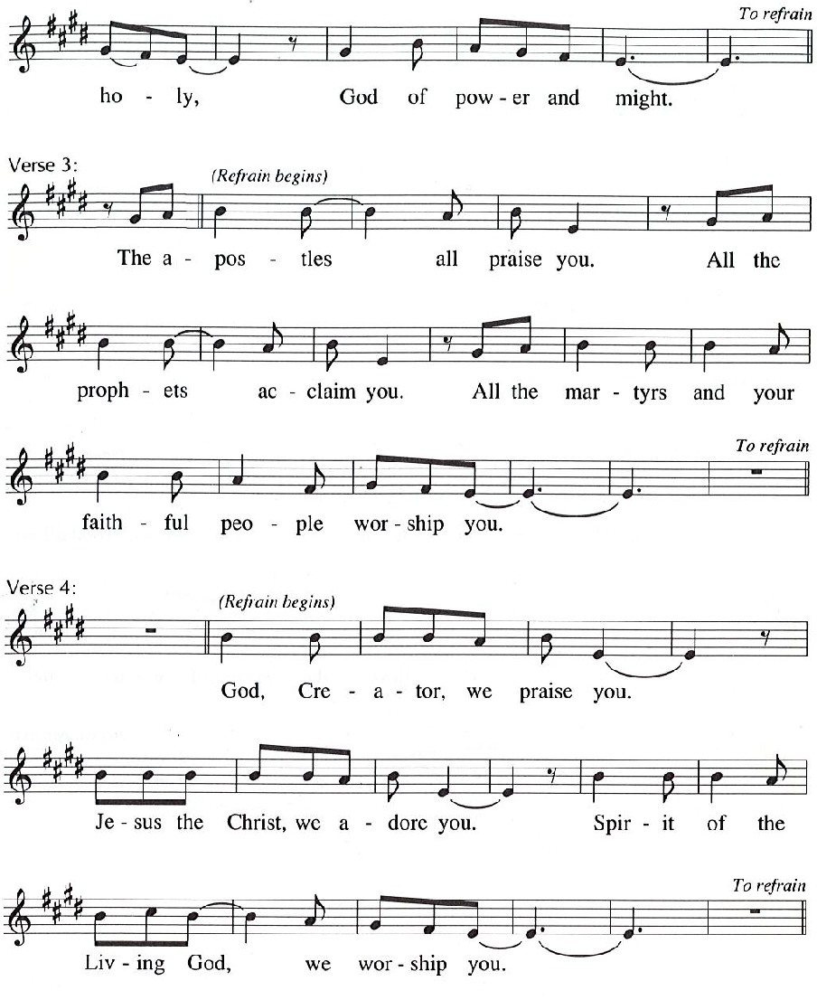 To refrain
ho - ly, God of pow - er and might.
Verse 3:
(Refrain begins)
The a - pos - tles all praise you. All the
proph - ets ac - claim you. All the mar - tyrs and your
To refrain
faith - ful peo - ple wor - ship you.
Verse 4:
(Refrain begins)
God, Cre - a - tor, we praise you.
Je - sus the Christ, we a - dore you. Spir - it of the
To refrain
Liv - ing God, we wor - ship you.